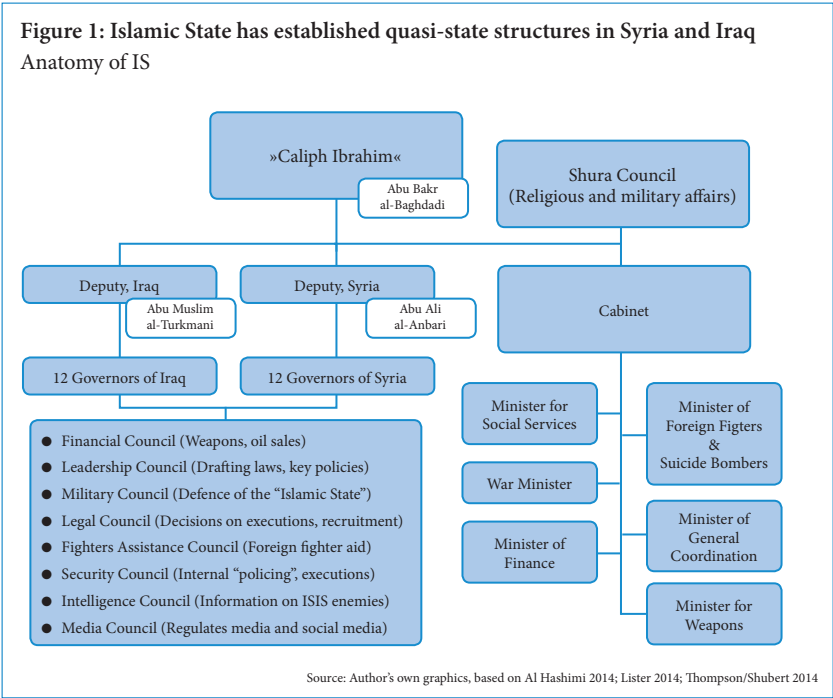 Figure 1: Islamic State has established quasi-state structures in Syria and Iraq
Anatomy of IS
»Caliph Ibrahim«
Abu Bakr
al-Baghdadi
Shura Council
(Religious and military affairs)
Deputy, Iraq
Abu Muslim
al-Turkmani
Deputy, Syria
Abu Ali
al-Anbari
Cabinet
12 Governors of Iraq
12 Governors of Syria
● Financial Council (Weapons, oil sales)
● Leadership Council (Drafting laws, key policies)
● Military Council (Defence of the “Islamic State”)
● Legal Council (Decisions on executions, recruitment)
● Fighters Assistance Council (Foreign fighter aid)
● Security Council (Internal “policing”, executions)
● Intelligence Council (Information on ISIS enemies)
● Media Council (Regulates media and social media)
Minister for
Social Services
Minister of
Foreign Figters
&
Suicide Bombers
War Minister
Minister of
General
Coordination
Minister of
Finance
Minister for
Weapons
Source: Author’s own graphics, based on Al Hashimi 2014; Lister 2014; Thompson/Shubert 2014